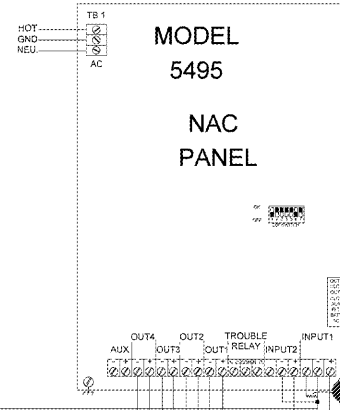 TB 1
HOT
GND
NEU.
AC
MODEL
5495
NAC
PANEL
OUT4 OUT2 TROUBLE INPUT1
AUX OUT3 OUT1 RELAY INPUT2